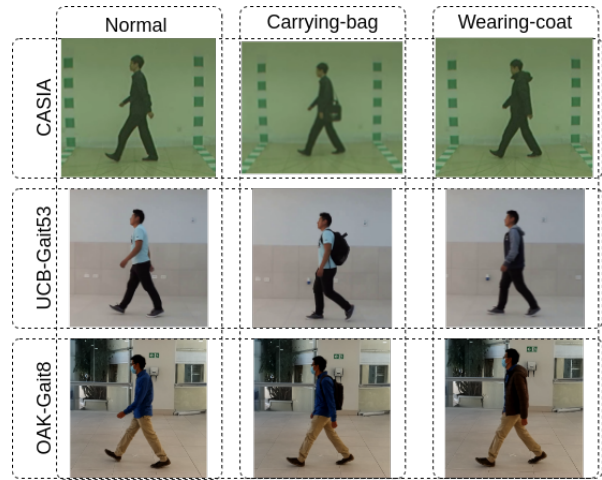 Normal
Carrying-bag
Wearing-coat
CASIA
UCB-Gait53
OAK-Gait8